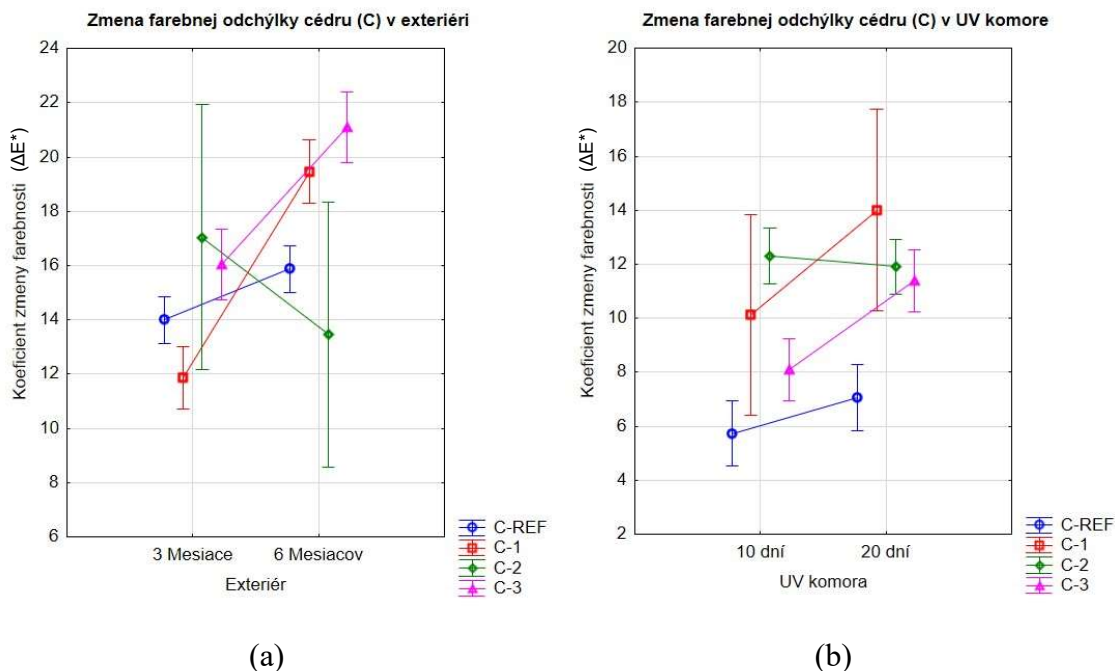 Zmena farebnej odchýlky cédru (C) v exteriéri
24
22
20
18
16
14
12
10
8
6
Koeficient zmeny farebnosti (ΔE*)
3 Mesiace
6 Mesiacov
Exteriér
C-REF
C-1
C-2
C-3
(a)
Zmena farebnej odchýlky cédru (C) v UV komore
20
18
16
14
12
10
8
6
4
2
Koeficient zmeny farebnosti (ΔE*)
10 dní
20 dní
UV komora
C-REF
C-1
C-2
C-3
(b)